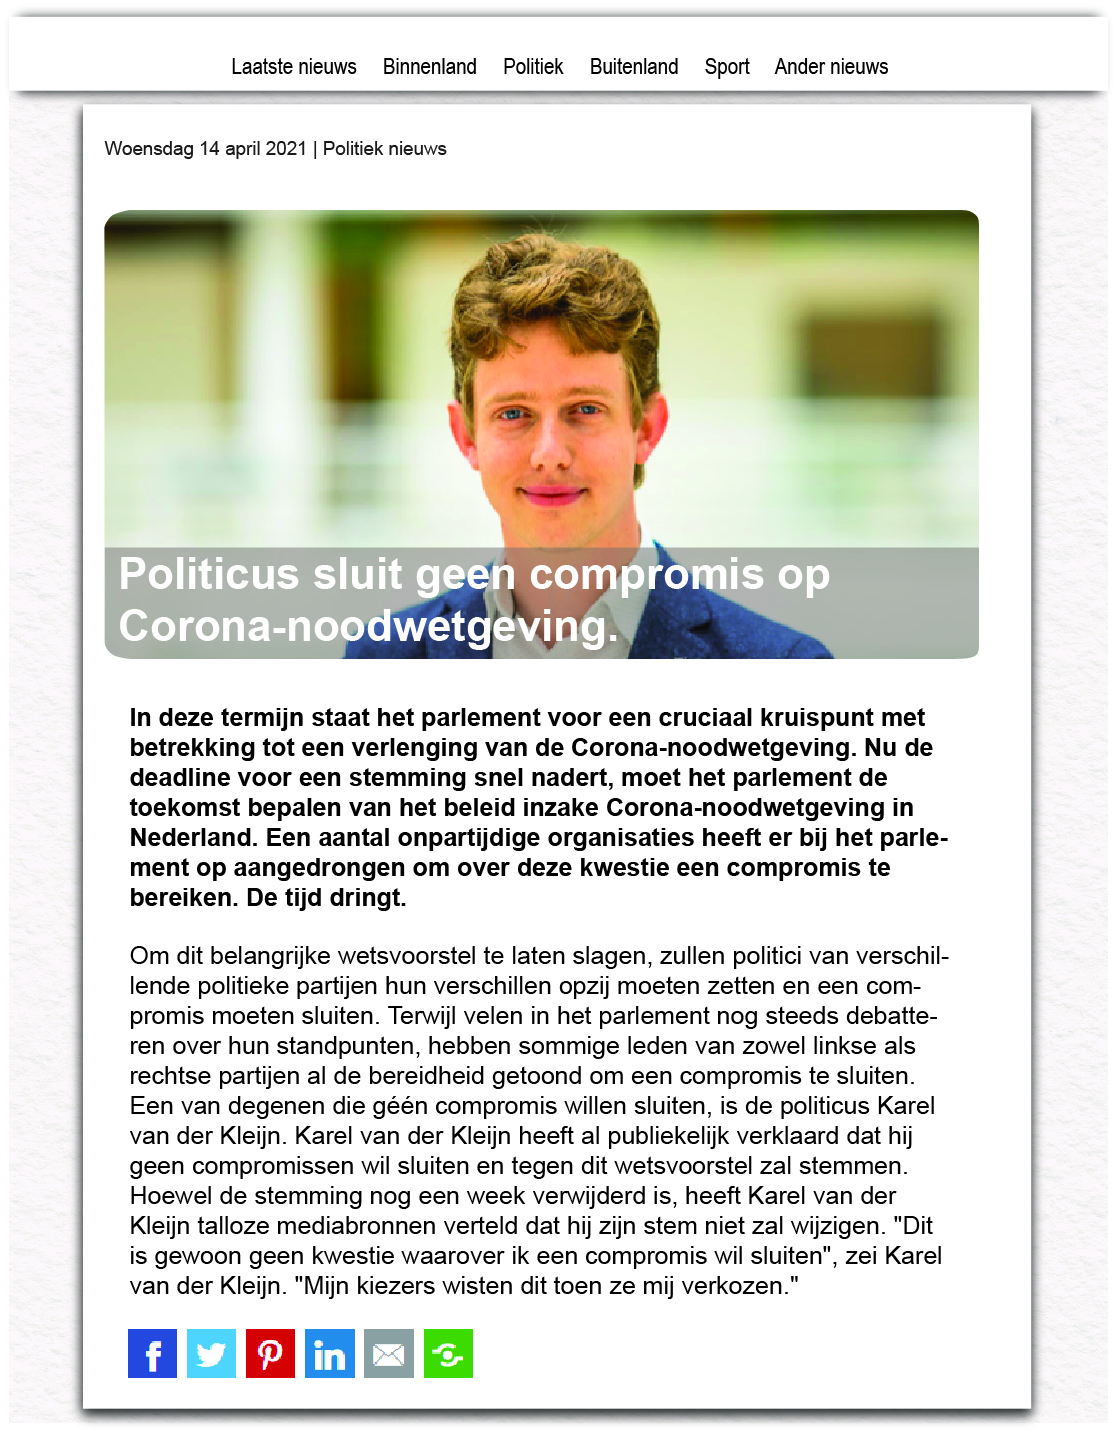 Laatste nieuws Binnenland Politiek Buitenland Sport Ander nieuws
Woensdag 14 april 2021 | Politiek nieuws
Politicus sluit geen compromis op
Corona-noodwetgeving.
In deze termijn staat het parlement voor een cruciaal kruispunt met
betrekking tot een verlenging van de Corona-noodwetgeving. Nu de
deadline voor een stemming snel nadert, moet het parlement de
toekomst bepalen van het beleid inzake Corona-noodwetgeving in
Nederland. Een aantal onpartijdige organisaties heeft er bij het parle-
ment op aangedrongen om over deze kwestie een compromis te
bereiken. De tijd dringt.
Om dit belangrijke wetsvoorstel te laten slagen, zullen politici van verschil-
lende politieke partijen hun verschillen opzij moeten zetten en een com-
promis moeten sluiten. Terwijl velen in het parlement nog steeds debatte-
ren over hun standpunten, hebben sommige leden van zowel linkse als
rechtse partijen al de bereidheid getoond om een compromis te sluiten.
Een van degenen die géén compromis willen sluiten, is de politicus Karel
van der Kleijn. Karel van der Kleijn heeft al publiekelijk verklaard dat hij
geen compromissen wil sluiten en tegen dit wetsvoorstel zal stemmen.
Hoewel de stemming nog een week verwijderd is, heeft Karel van der
Kleijn talloze mediabronnen verteld dat hij zijn stem niet zal wijzigen. "Dit
is gewoon geen kwestie waarover ik een compromis wil sluiten", zei Karel
van der Kleijn. "Mijn kiezers wisten dit toen ze mij verkozen."